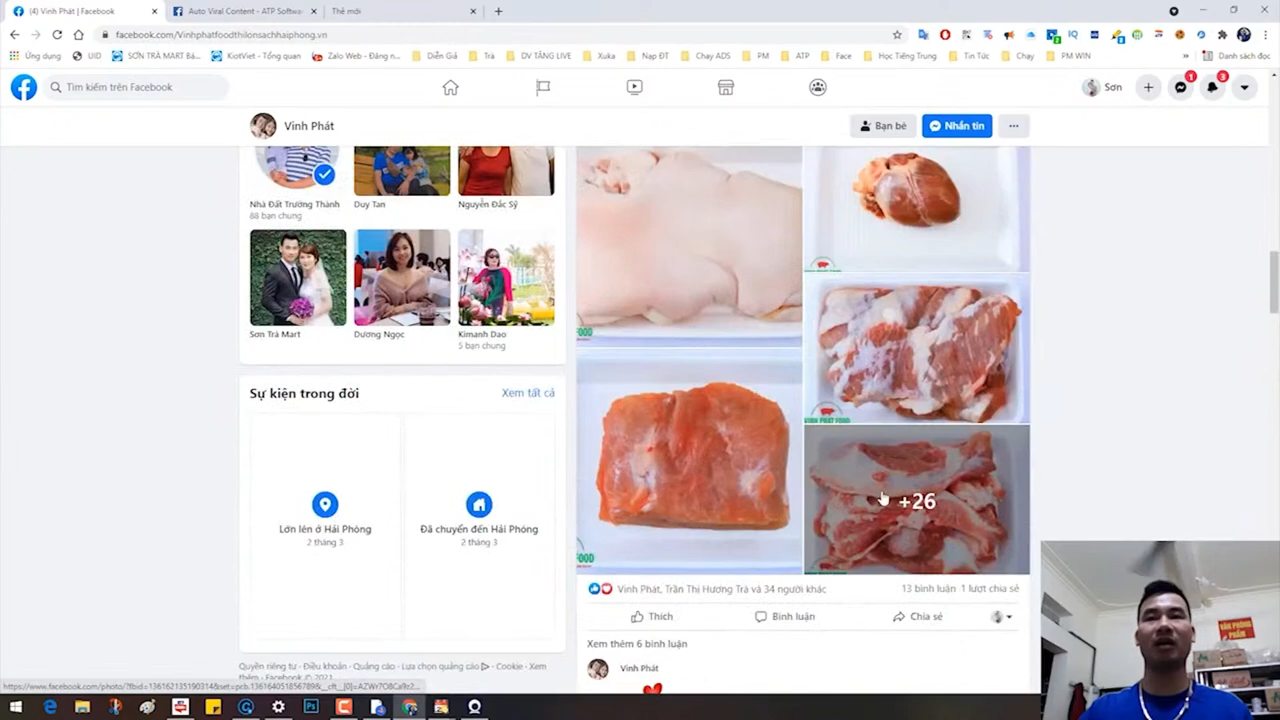 (4) Vinh Phát | Facebook
Auto Viral Content - ATP Softwa
Thẻ mới
facebook.com/Vinhphatfoodthilonsachhaiphong.vn
Ứng dụng
UID
SƠN TRÀ MART Bá...
KiotViet - Tổng quan
Zalo Web - Đăng n...
Diễn Giả
Trà
DV TĂNG LIVE
Xuka
Nạp ĐT
Chạy ADS
PM
ATP
Face
Học Tiếng Trung
Tin Tức
Chạy
PM WIN
»
Danh sách đọc
Tìm kiếm trên Facebook
Sơn
1
3
Vinh Phát
Bạn bè
Nhắn tin
Nhà Đất Trường Thành
88 bạn chung
Duy Tan
Nguyễn Đắc Sỹ
Sơn Trà Mart
Dương Ngọc
Kimanh Dao
5 bạn chung
Sự kiện trong đời
Xem tất cả
Lớn lên ở Hải Phòng
2 tháng 3
Đã chuyển đến Hải Phòng
2 tháng 3
Quyền riêng tư · Điều khoản · Quảng cáo · Lựa chọn quảng cáo · Cookie · Xem
thêm · Facebook © 2021
+26
Vinh Phát, Trần Thị Hương Trà và 34 người khác
13 bình luận 1 lượt chia sẻ
Thích
Bình luận
Chia sẻ
Xem thêm 6 bình luận
Vinh Phát
VĂN PHÒNG
PHẨM